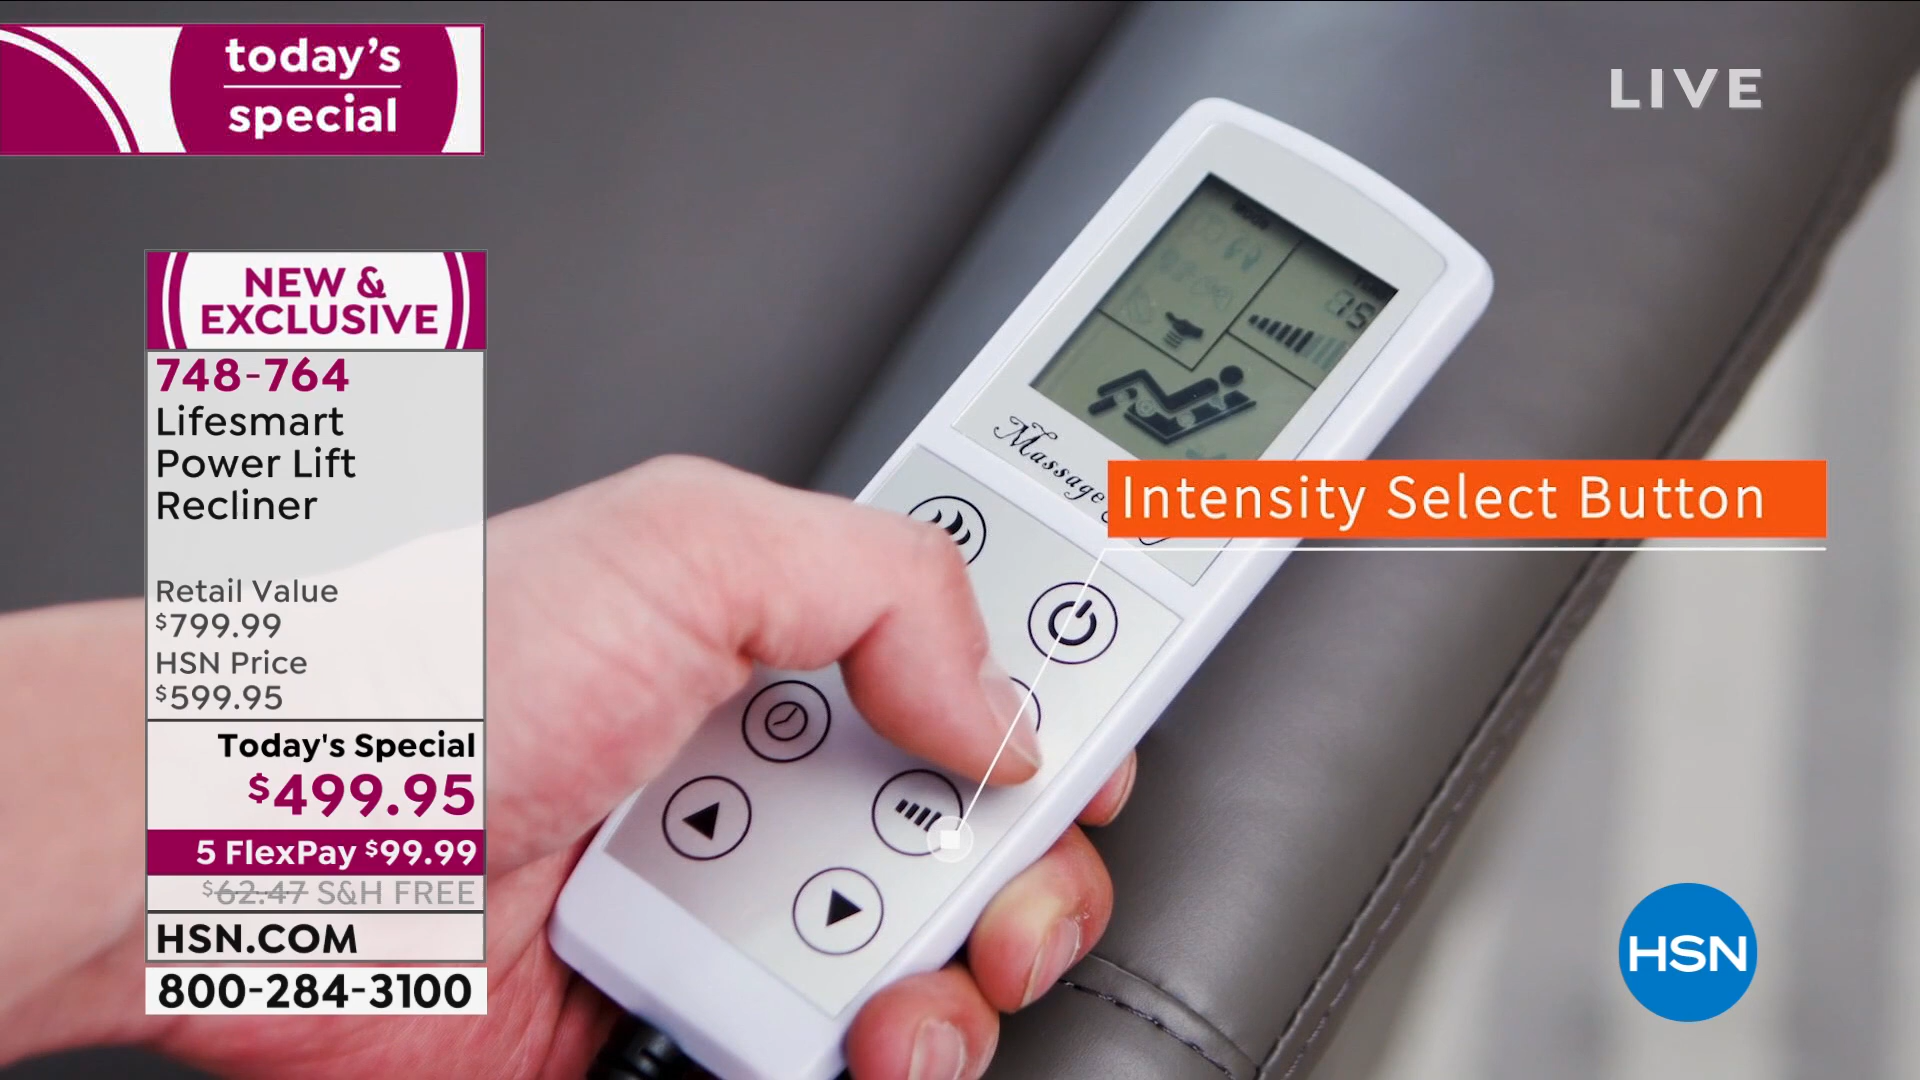 today's
special
LIVE
NEW &
EXCLUSIVE
748-764
Lifesmart
Power Lift
Recliner
Retail Value
$799.99
HSN Price
$599.95
Today's Special
$499.95
5 FlexPay $99.99
$62.47 S&H FREE
HSN.COM
800-284-3100
15
Massage
Intensity Select Button
HSN